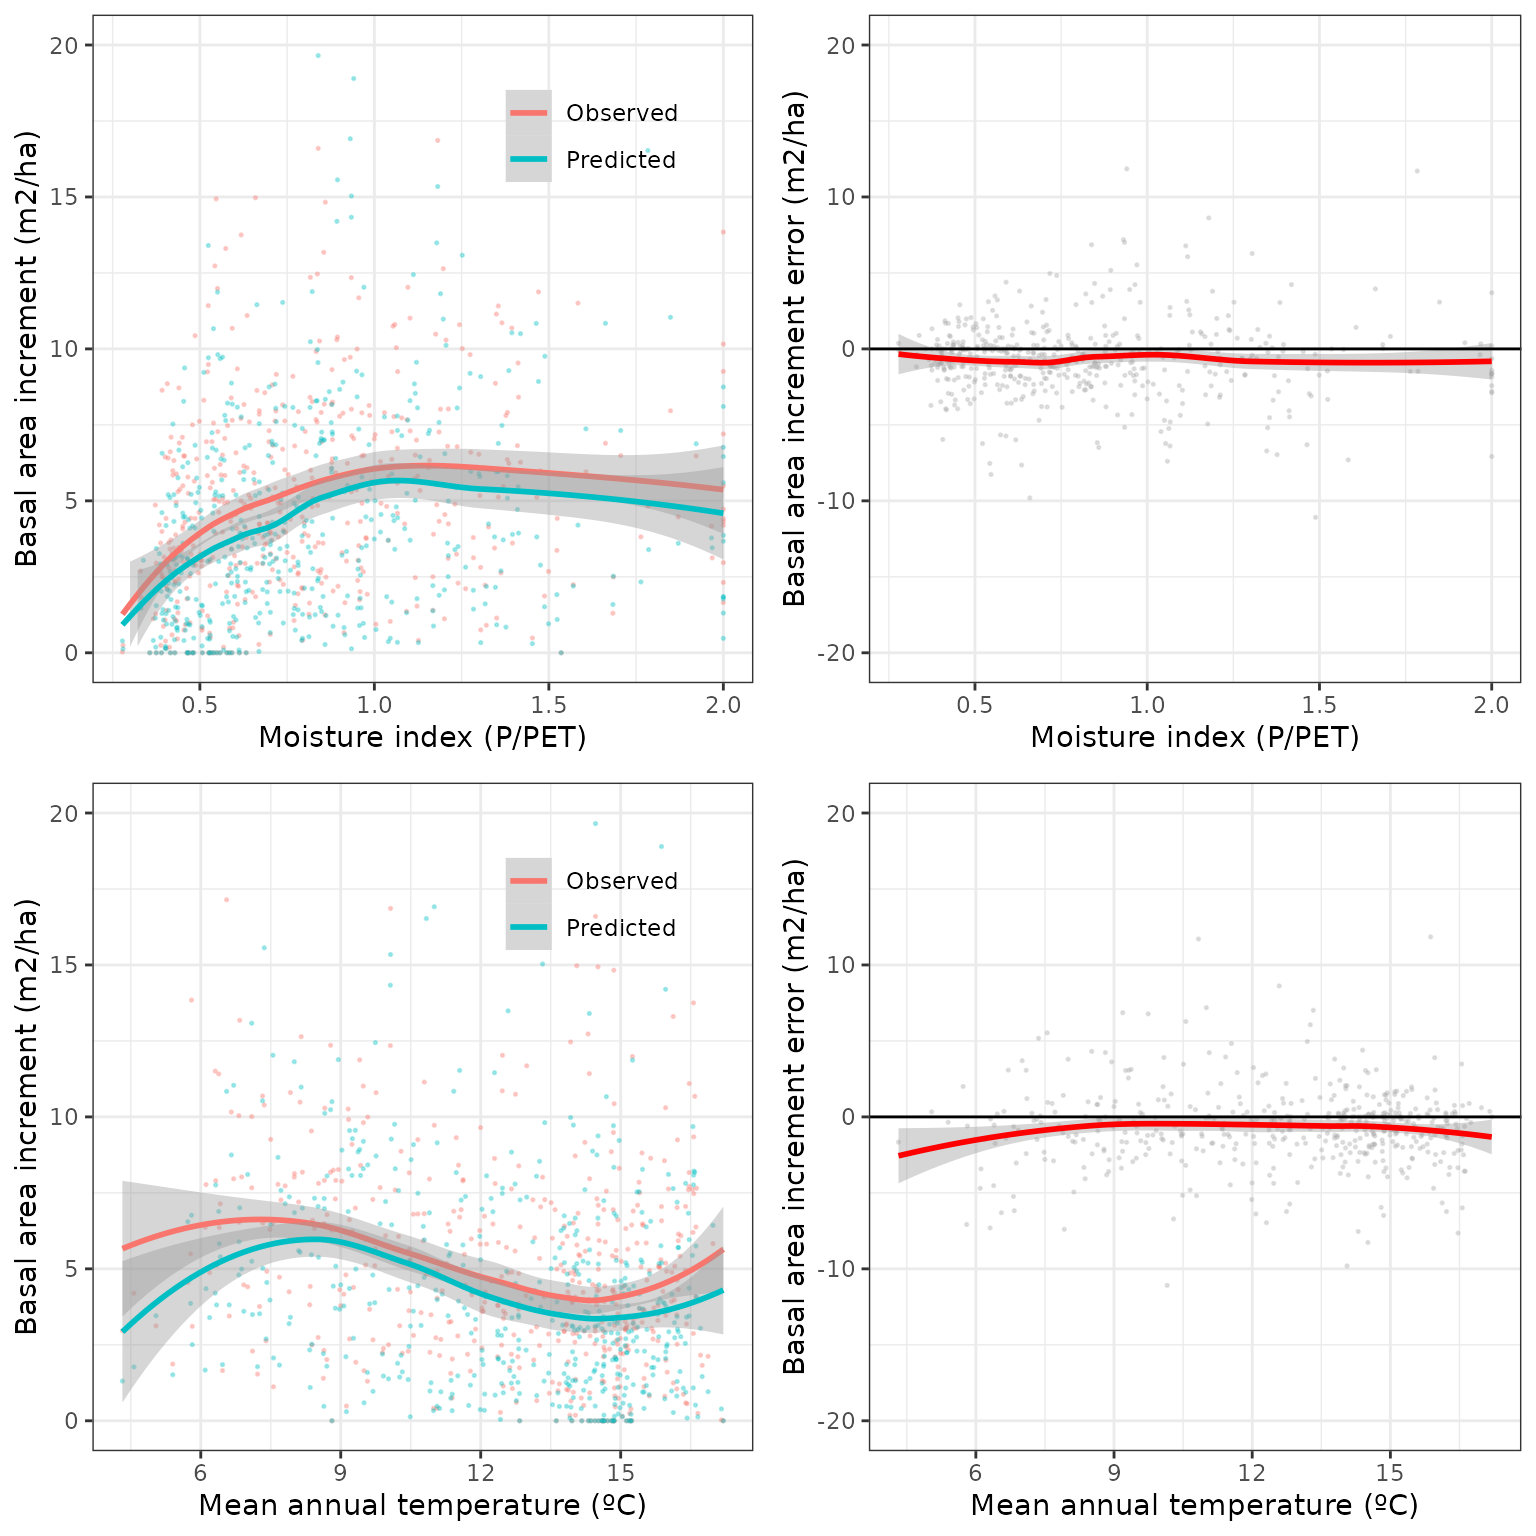 Basal area increment (m2/ha)
20
15
10
5
0
Observed
Predicted
0.5 1.0 1.5 2.0
Moisture index (P/PET)
Basal area increment error (m2/ha)
20
10
0
-10
-20
0.5 1.0 1.5 2.0
Moisture index (P/PET)
Basal area increment (m2/ha)
20
15
10
5
0
Observed
Predicted
6 9 12 15
Mean annual temperature (ºC)
Basal area increment error (m2/ha)
20
10
0
-10
-20
6 9 12 15
Mean annual temperature (ºC)